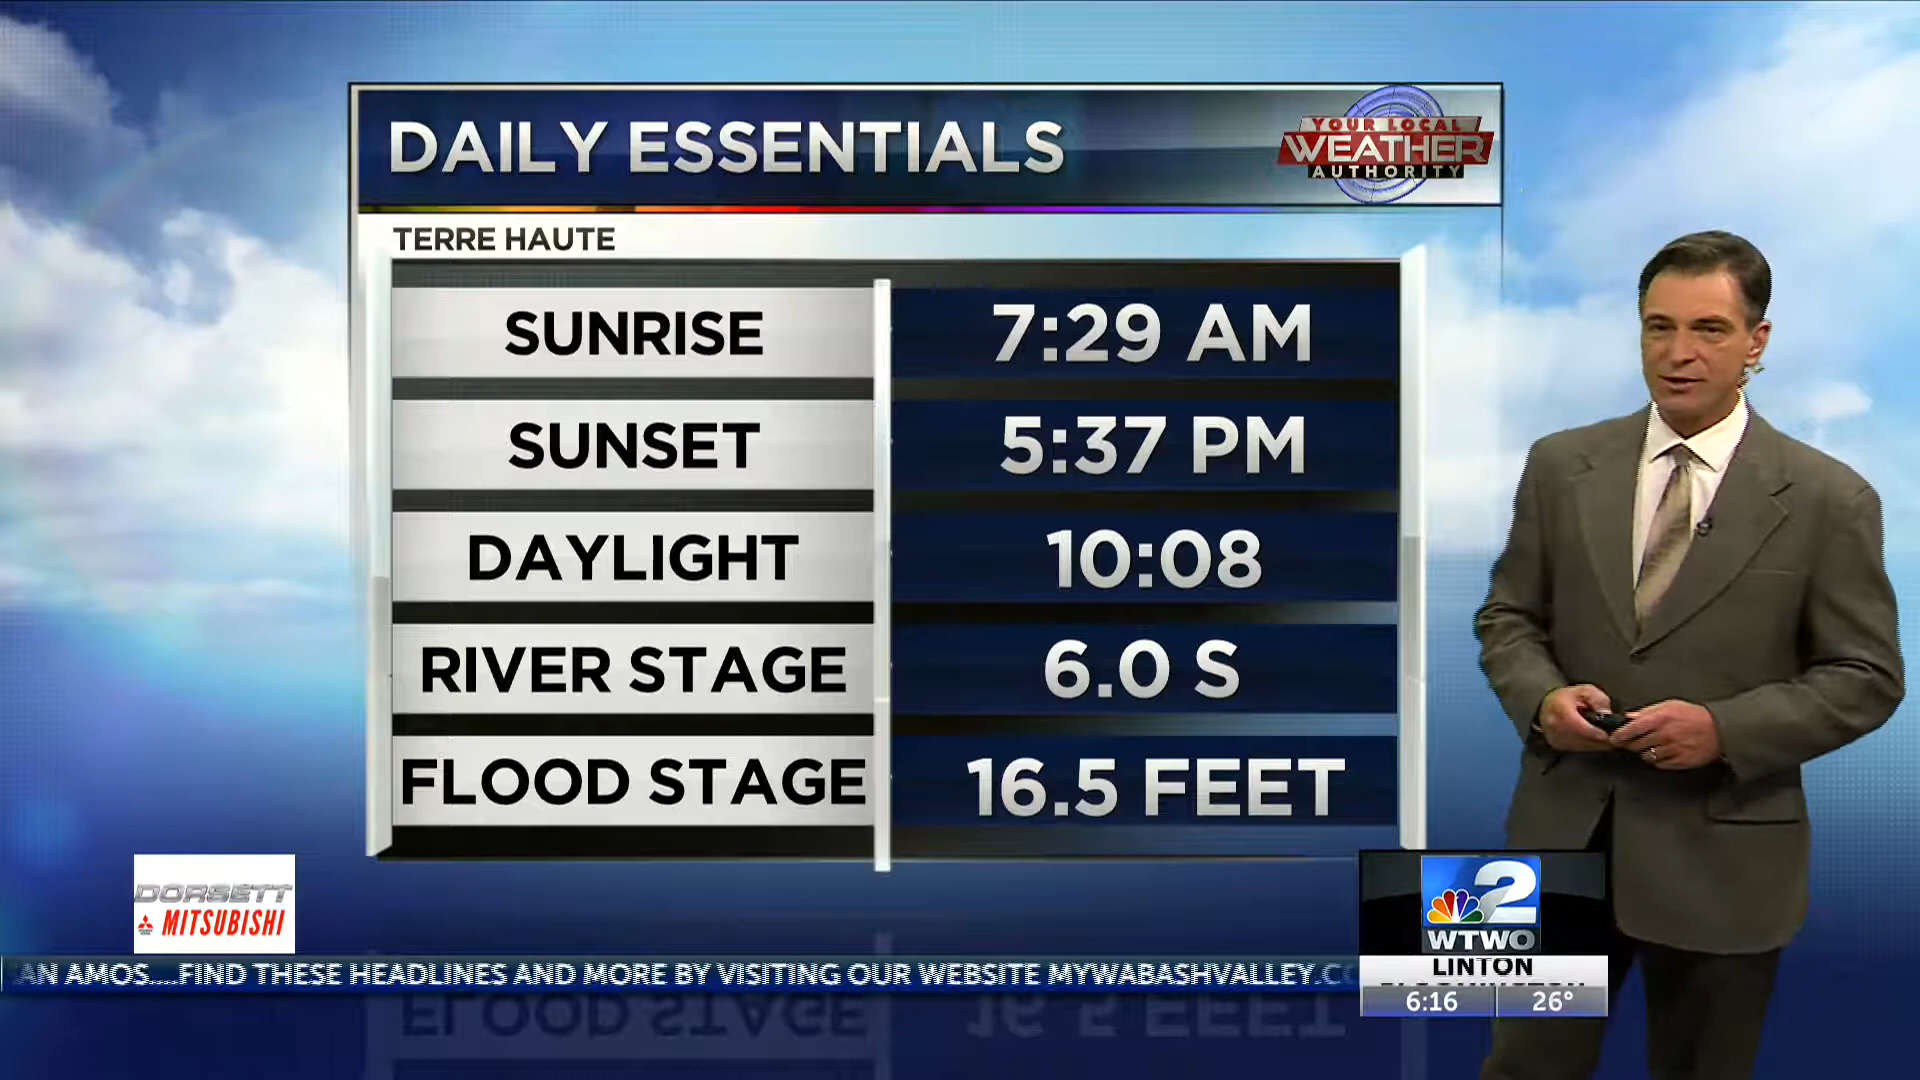 DAILY ESSENTIALS
YOUR LOCAL
WEATHER
AUTHORITY
TERRE HAUTE
SUNRISE 7:29 AM
SUNSET 5:37 PM
DAYLIGHT 10:08
RIVER STAGE 6.0 S
FLOOD STAGE 16.5 FEET
DORSETT
MITSUBISHI
2
WTWO
AN AMOS....FIND THESE HEADLINES AND MORE BY VISITING OUR WEBSITE MYWABASHVALLEY.CO
LINTON
6:16 26°